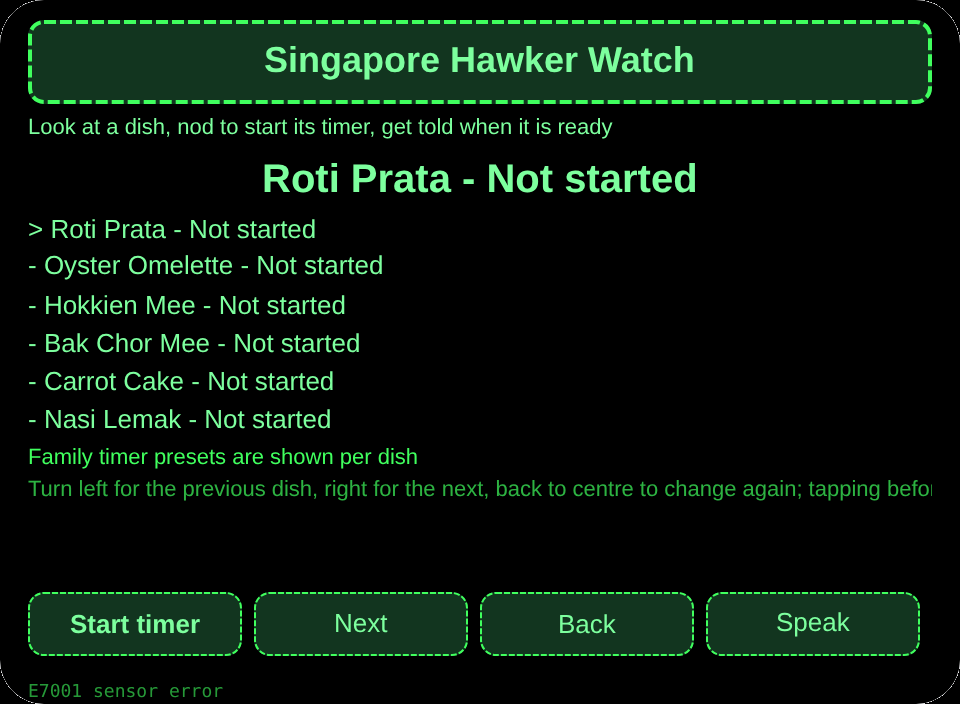 Singapore Hawker Watch
Look at a dish, nod to start its timer, get told when it is ready
Roti Prata - Not started
> Roti Prata - Not started
- Oyster Omelette - Not started
- Hokkien Mee - Not started
- Bak Chor Mee - Not started
- Carrot Cake - Not started
- Nasi Lemak - Not started
Family timer presets are shown per dish
Turn left for the previous dish, right for the next, back to centre to change again; tapping
Start timer
Next
Back
Speak
E7001 sensor error